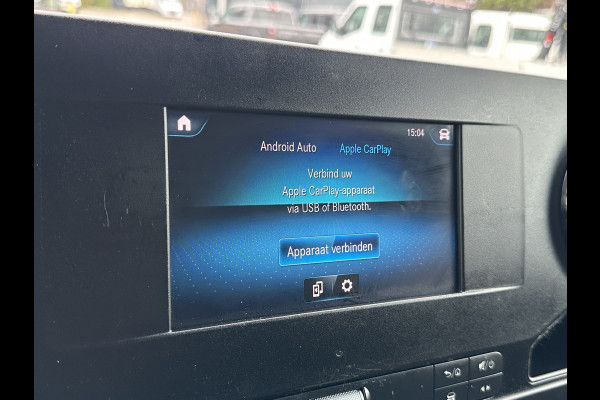 15:04
Android Auto Apple CarPlay
Verbind uw
Apple CarPlay-apparaat
via USB of Bluetooth.
Apparaat verbinden